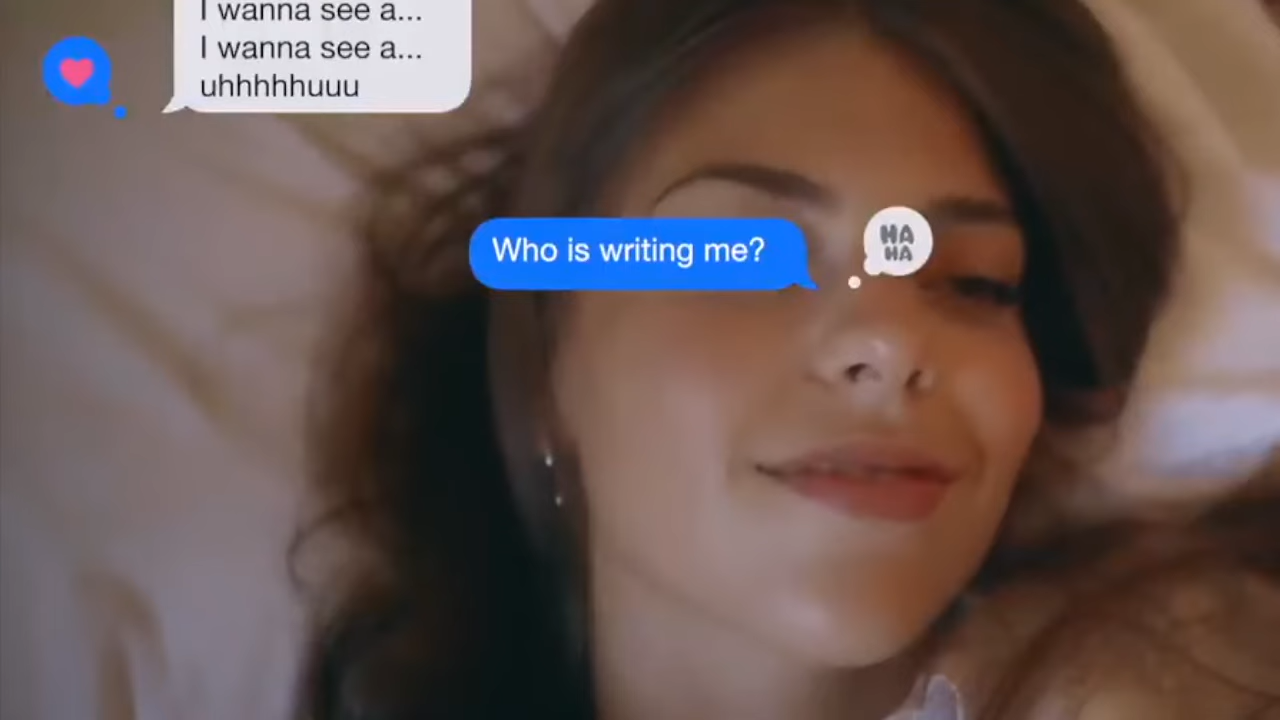 I wanna see a...
I wanna see a...
uhhhhhuuu
Who is writing me?
HA
HA